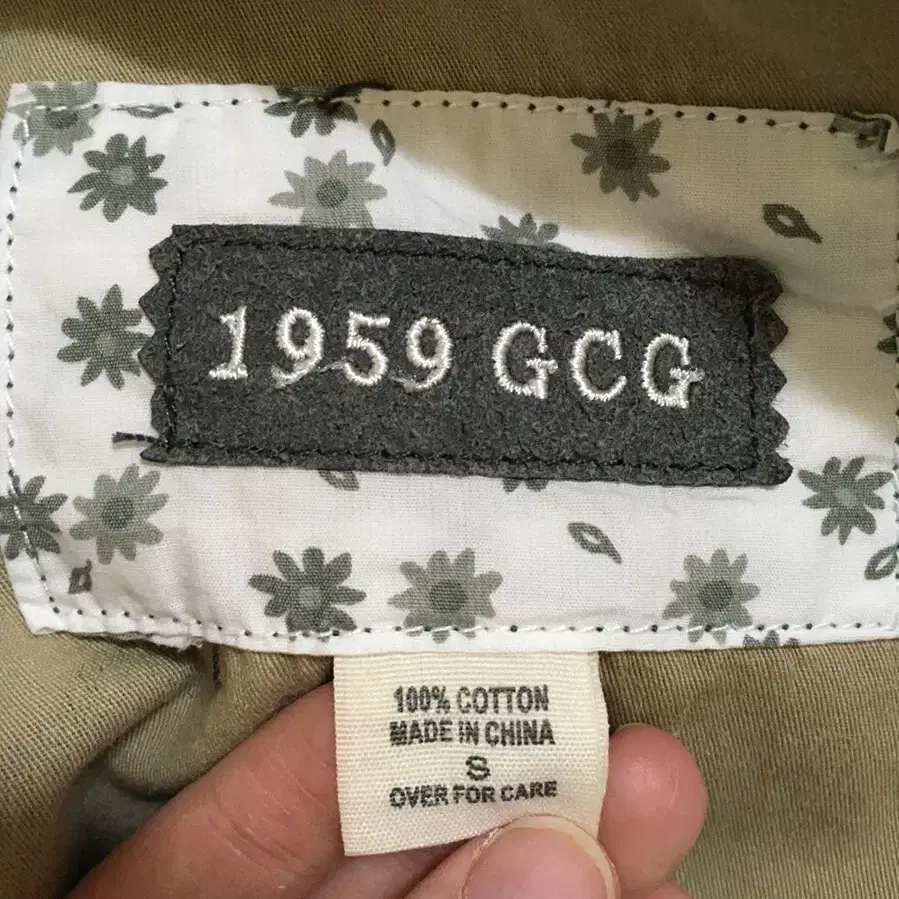 1959 GCG
100% COTTON
MADE IN CHINA
S
OVER FOR CARE